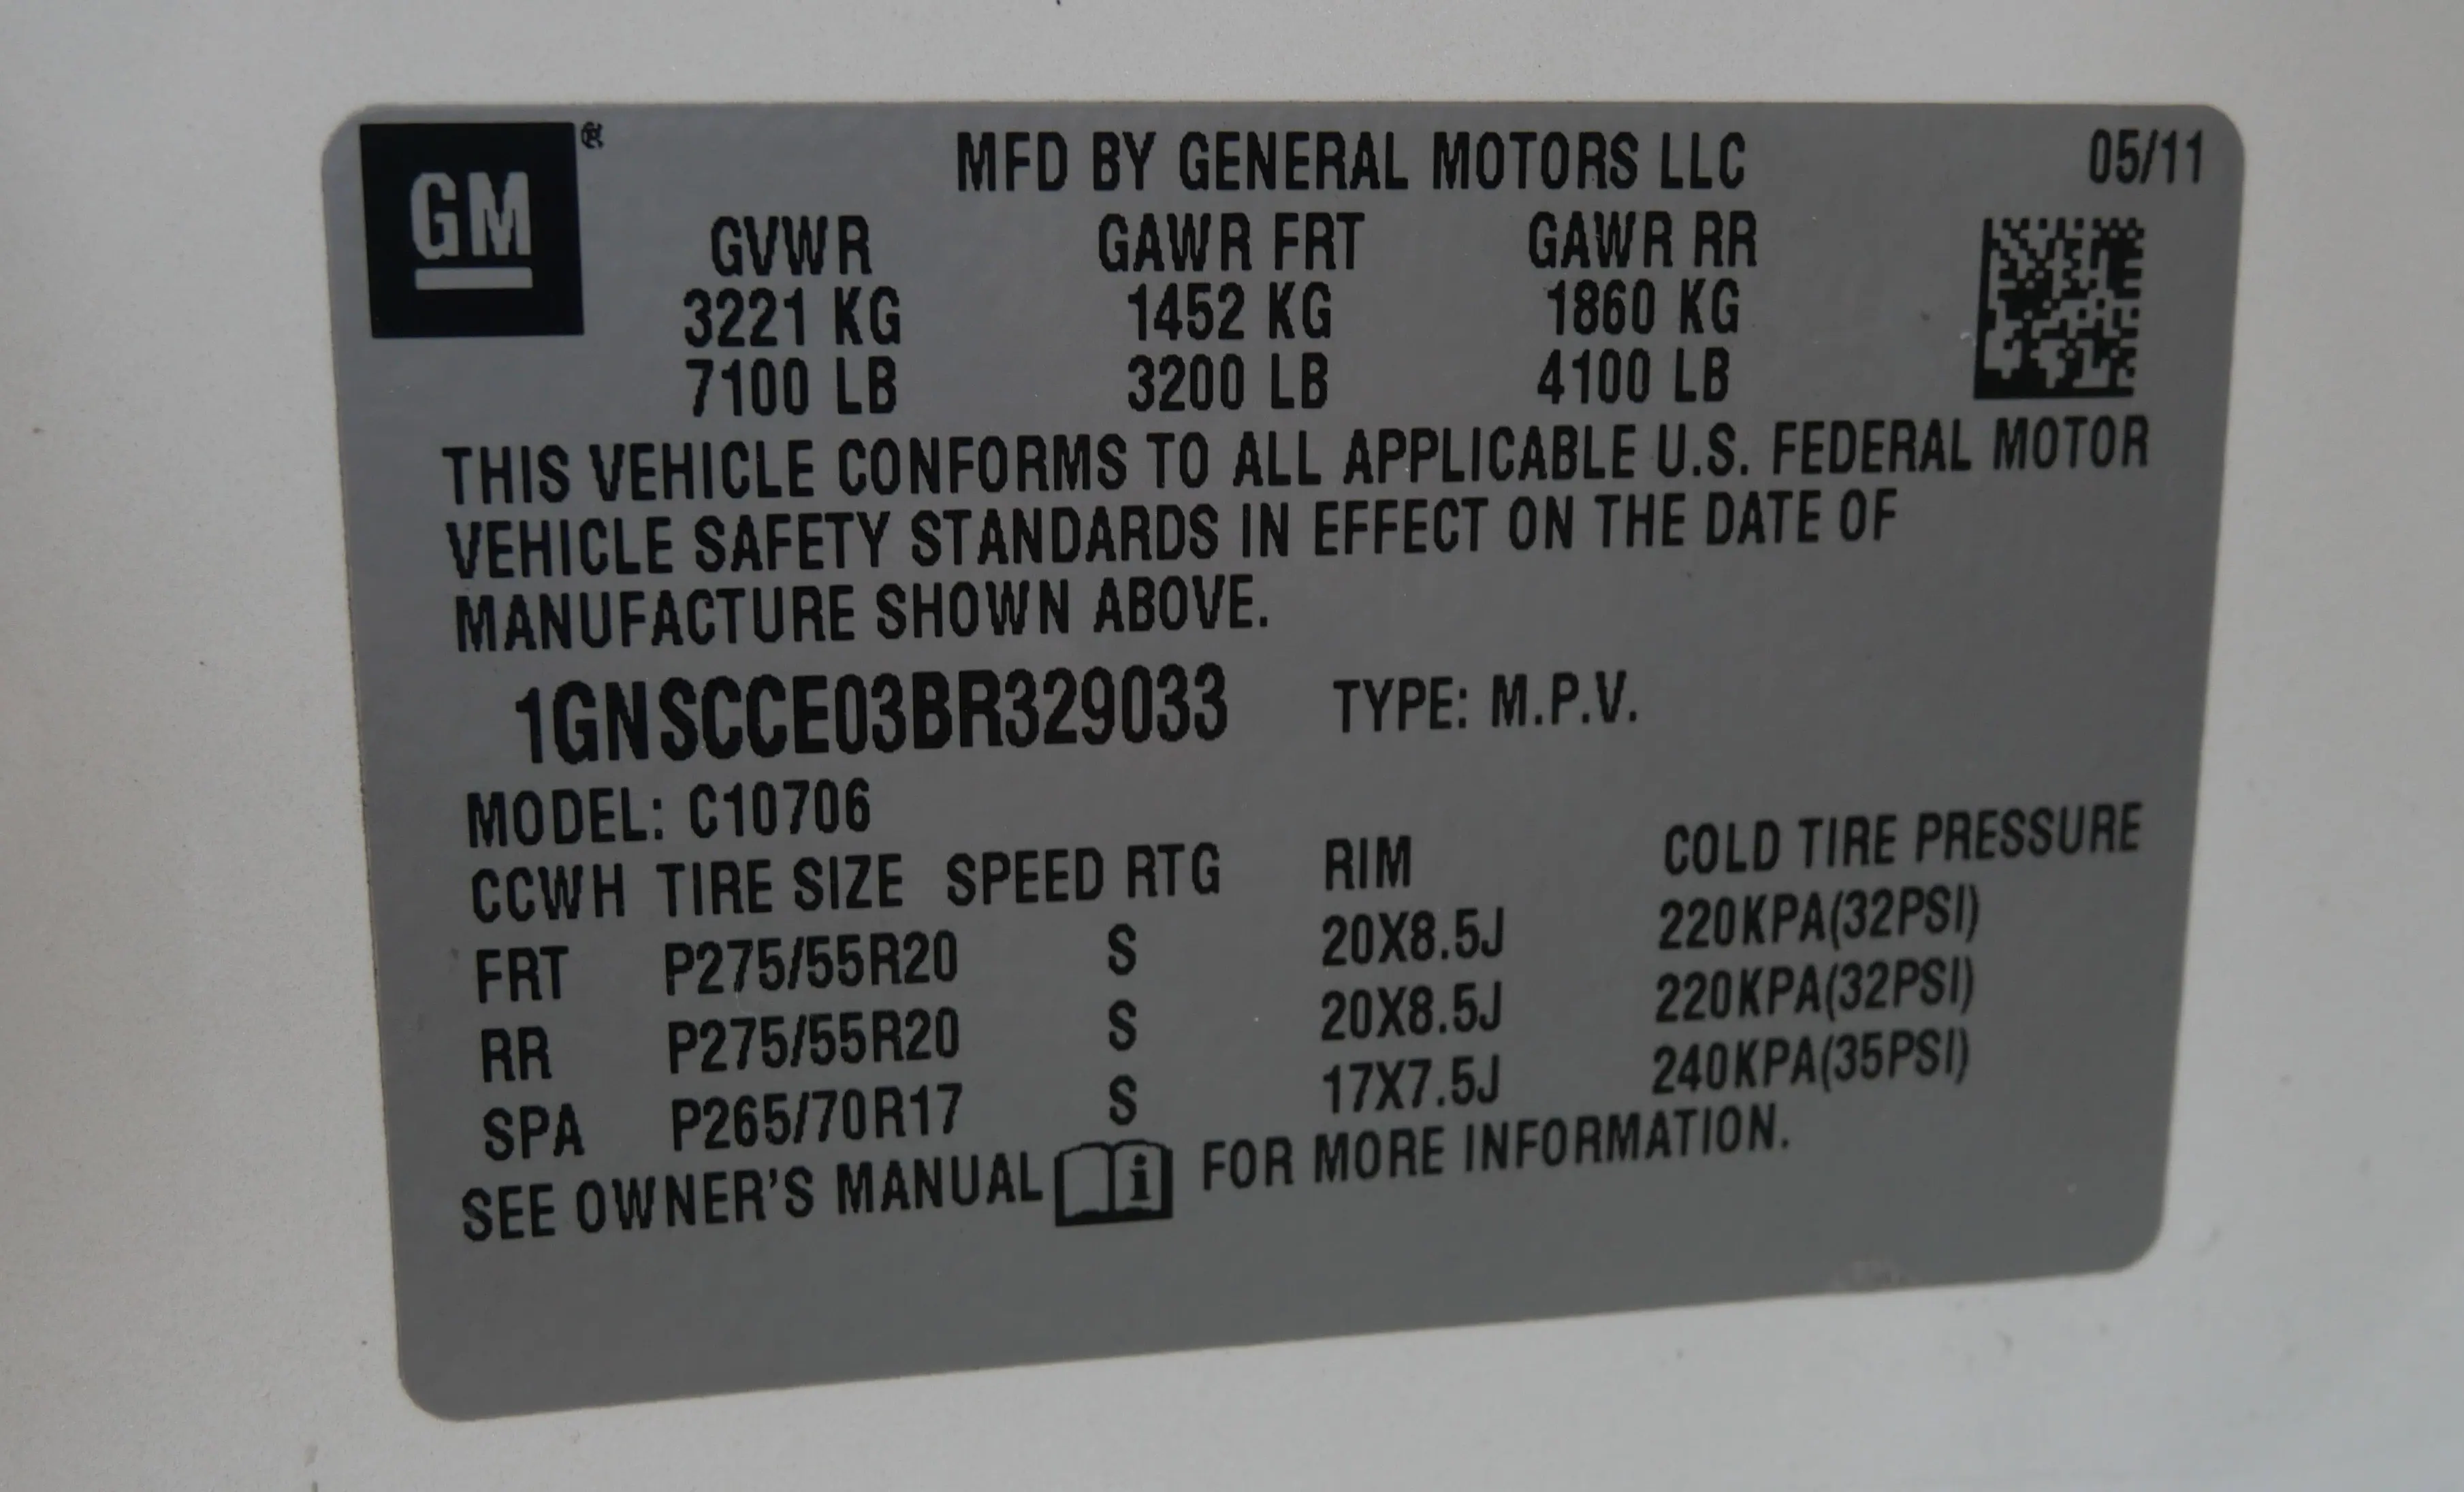 GM ®
MFD BY GENERAL MOTORS LLC 05/11
GVWR GAWR FRT GAWR RR
3221 KG 1452 KG 1860 KG
7100 LB 3200 LB 4100 LB
THIS VEHICLE CONFORMS TO ALL APPLICABLE U.S. FEDERAL MOTOR
VEHICLE SAFETY STANDARDS IN EFFECT ON THE DATE OF
MANUFACTURE SHOWN ABOVE.
1GNSCCE03BR329033 TYPE: M.P.V.
MODEL: C10706
CCWH TIRE SIZE SPEED RTG RIM COLD TIRE PRESSURE
FRT P275/55R20 S 20X8.5J 220KPA(32PSI)
RR P275/55R20 S 20X8.5J 220KPA(32PSI)
SPA P265/70R17 S 17X7.5J 240KPA(35PSI)
SEE OWNER'S MANUAL i FOR MORE INFORMATION.